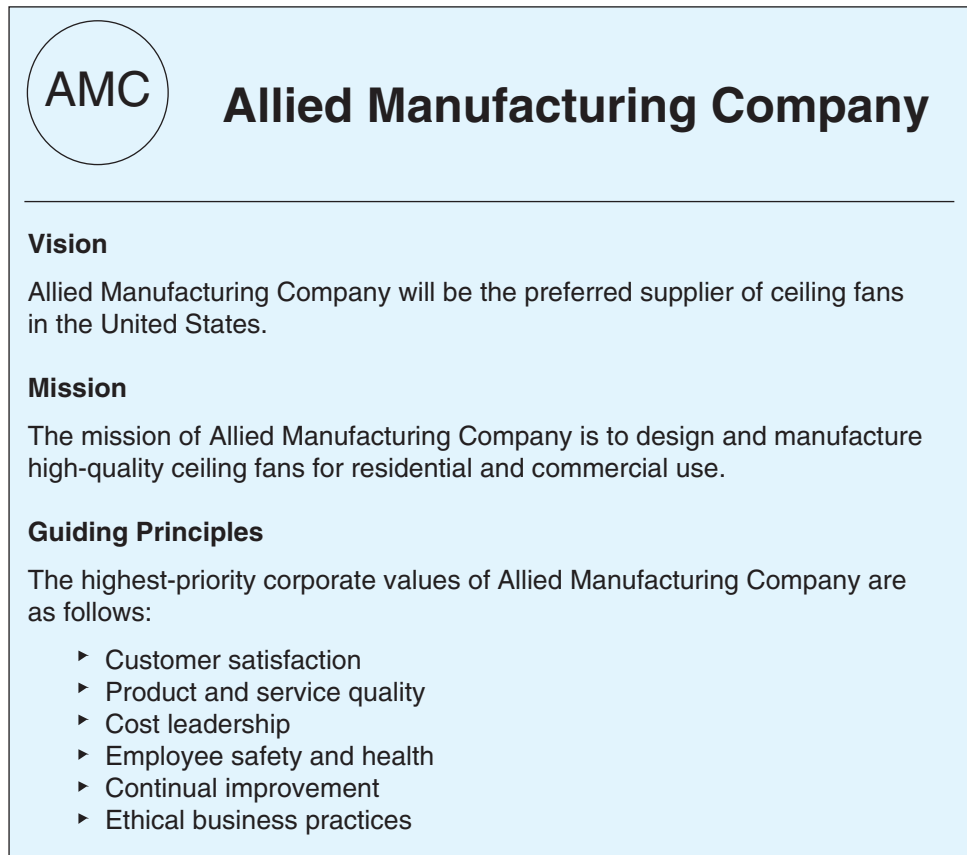 AMC
Allied Manufacturing Company
Vision
Allied Manufacturing Company will be the preferred supplier of ceiling fans
in the United States.
Mission
The mission of Allied Manufacturing Company is to design and manufacture
high-quality ceiling fans for residential and commercial use.
Guiding Principles
The highest-priority corporate values of Allied Manufacturing Company are
as follows:
‣ Customer satisfaction
‣ Product and service quality
‣ Cost leadership
‣ Employee safety and health
‣ Continual improvement
‣ Ethical business practices